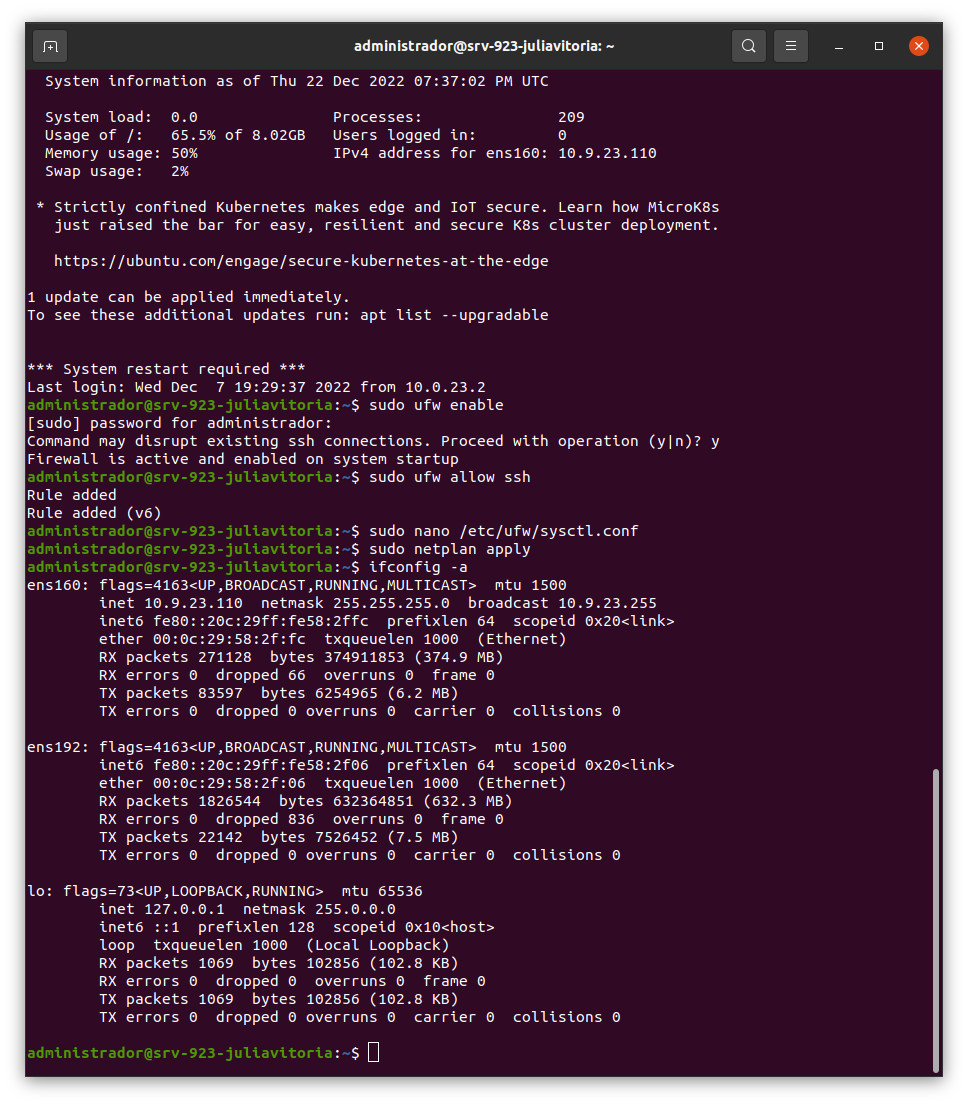 administrador@srv-923-juliavitoria: ~
System information as of Thu 22 Dec 2022 07:37:02 PM UTC
System load:  0.0               Processes:               209
Usage of /:   65.5% of 8.02GB   Users logged in:         0
Memory usage: 50%               IPv4 address for ens160: 10.9.23.110
Swap usage:   2%
* Strictly confined Kubernetes makes edge and IoT secure. Learn how MicroK8s
just raised the bar for easy, resilient and secure K8s cluster deployment.
https://ubuntu.com/engage/secure-kubernetes-at-the-edge
1 update can be applied immediately.
To see these additional updates run: apt list --upgradable
*** System restart required ***
Last login: Wed Dec  7 19:29:37 2022 from 10.0.23.2
administrador@srv-923-juliavitoria:~$ sudo ufw enable
[sudo] password for administrador:
Command may disrupt existing ssh connections. Proceed with operation (y|n)? y
Firewall is active and enabled on system startup
administrador@srv-923-juliavitoria:~$ sudo ufw allow ssh
Rule added
Rule added (v6)
administrador@srv-923-juliavitoria:~$ sudo nano /etc/ufw/sysctl.conf
administrador@srv-923-juliavitoria:~$ sudo netplan apply
administrador@srv-923-juliavitoria:~$ ifconfig -a
ens160: flags=4163<UP,BROADCAST,RUNNING,MULTICAST>  mtu 1500
inet 10.9.23.110  netmask 255.255.255.0  broadcast 10.9.23.255
inet6 fe80::20c:29ff:fe58:2ffc  prefixlen 64  scopeid 0x20<link>
ether 00:0c:29:58:2f:fc  txqueuelen 1000  (Ethernet)
RX packets 271128  bytes 374911853 (374.9 MB)
RX errors 0  dropped 66  overruns 0  frame 0
TX packets 83597  bytes 6254965 (6.2 MB)
TX errors 0  dropped 0 overruns 0  carrier 0  collisions 0
ens192: flags=4163<UP,BROADCAST,RUNNING,MULTICAST>  mtu 1500
inet6 fe80::20c:29ff:fe58:2f06  prefixlen 64  scopeid 0x20<link>
ether 00:0c:29:58:2f:06  txqueuelen 1000  (Ethernet)
RX packets 1826544  bytes 632364851 (632.3 MB)
RX errors 0  dropped 836  overruns 0  frame 0
TX packets 22142  bytes 7526452 (7.5 MB)
TX errors 0  dropped 0 overruns 0  carrier 0  collisions 0
lo: flags=73<UP,LOOPBACK,RUNNING>  mtu 65536
inet 127.0.0.1  netmask 255.0.0.0
inet6 ::1  prefixlen 128  scopeid 0x10<host>
loop  txqueuelen 1000  (Local Loopback)
RX packets 1069  bytes 102856 (102.8 KB)
RX errors 0  dropped 0  overruns 0  frame 0
TX packets 1069  bytes 102856 (102.8 KB)
TX errors 0  dropped 0 overruns 0  carrier 0  collisions 0
administrador@srv-923-juliavitoria:~$